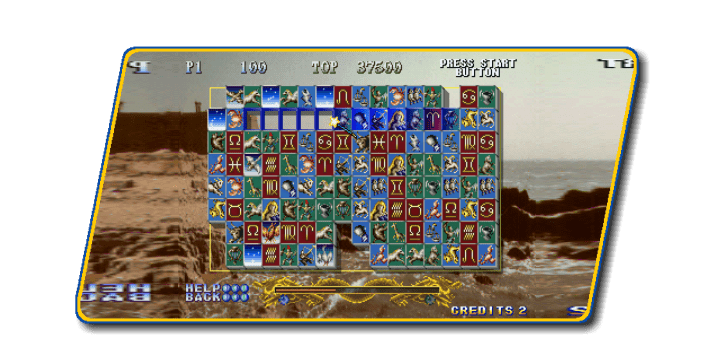 P1 100 TOP 37500 PRESS START
BUTTON
HELP
BACK
CREDITS 2